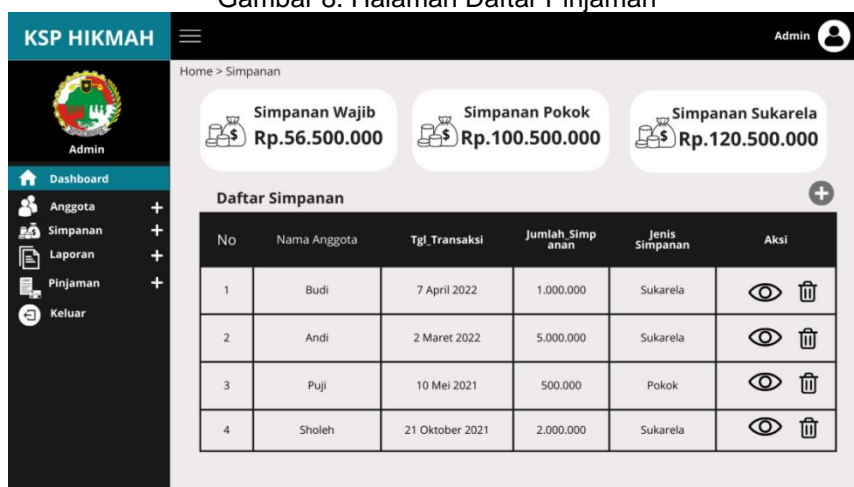 Gambar 8. Halaman Daftar Pinjaman
KSP HIKMAH
Admin
Admin
Dashboard
Anggota
Simpanan
Laporan
Pinjaman
Keluar
Home > Simpanan
Simpanan Wajib
Rp.56.500.000
Simpanan Pokok
Rp.100.500.000
Simpanan Sukarela
Rp.120.500.000
Daftar Simpanan
No Nama Anggota Tgl_Transaksi Jumlah_Simp
anan Jenis
Simpanan Aksi
1 Budi 7 April 2022 1.000.000 Sukarela
2 Andi 2 Maret 2022 5.000.000 Sukarela
3 Puji 10 Mei 2021 500.000 Pokok
4 Sholeh 21 Oktober 2021 2.000.000 Sukarela